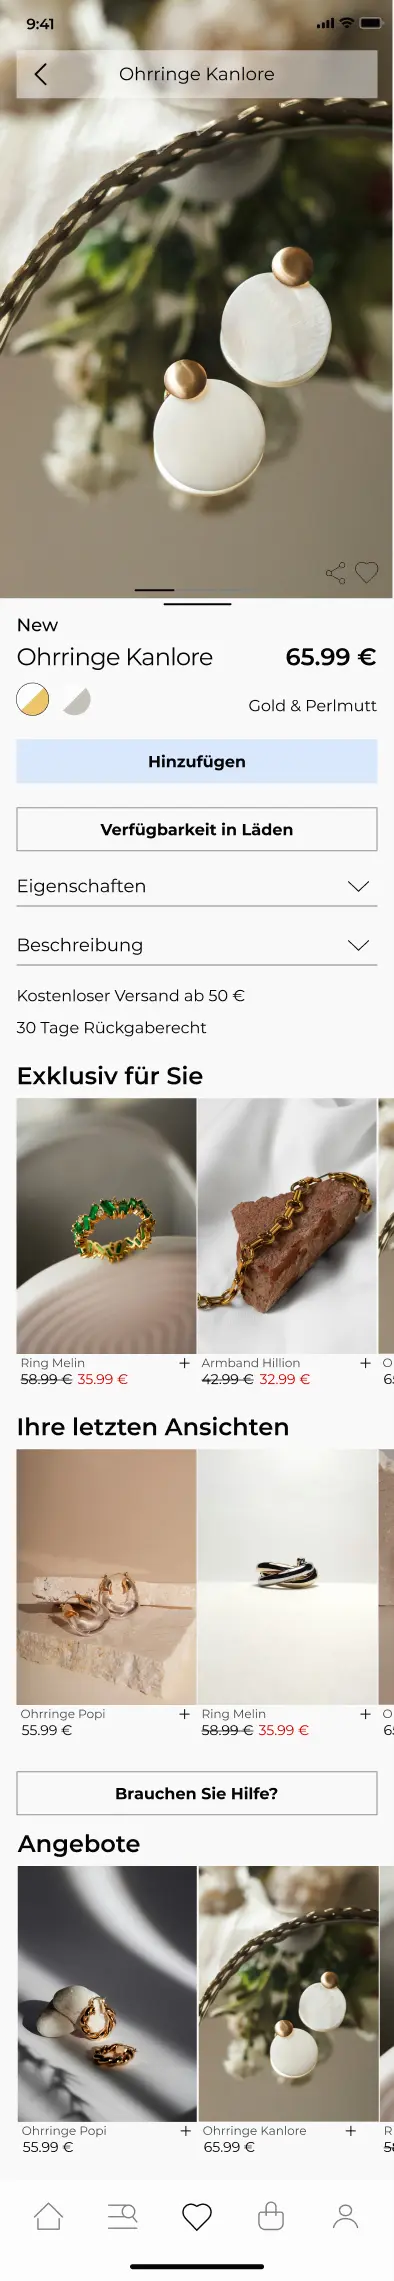 9:41
Ohrringe Kanlore
New
Ohrringe Kanlore 65.99 €
Gold & Perlmutt
Hinzufügen
Verfügbarkeit in Läden
Eigenschaften
Beschreibung
Kostenloser Versand ab 50 €
30 Tage Rückgaberecht
Exklusiv für Sie
Ring Melin +
58.99 € 35.99 €
Armband Hillion +
42.99 € 32.99 €
Ihre letzten Ansichten
Ohrringe Popi +
55.99 €
Ring Melin +
58.99 € 35.99 €
Brauchen Sie Hilfe?
Angebote
Ohrringe Popi +
55.99 €
Ohrringe Kanlore +
65.99 €